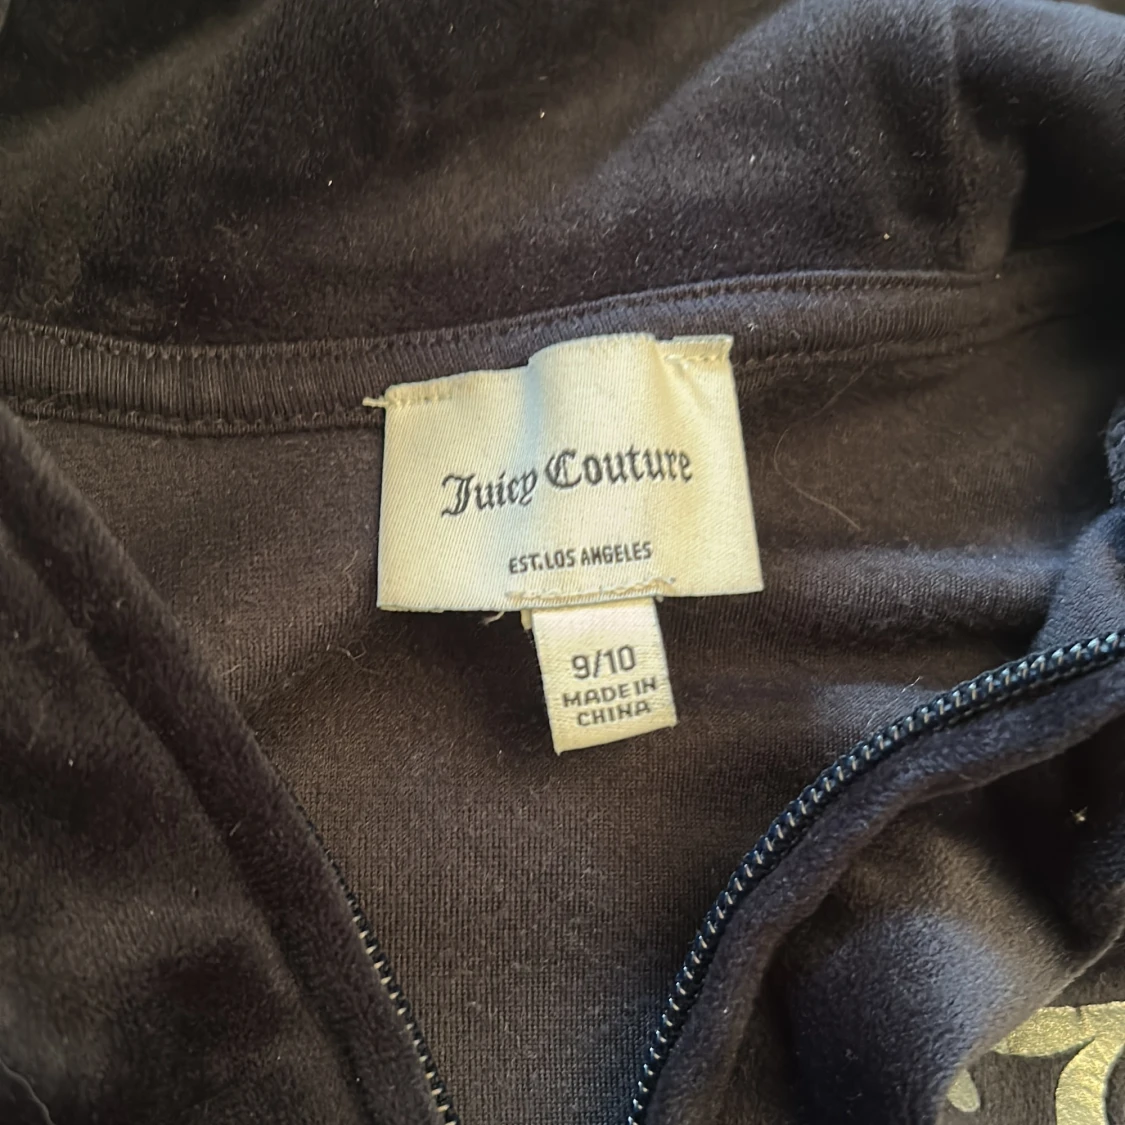 Juicy Couture
EST. LOS ANGELES
9/10
MADE IN
CHINA